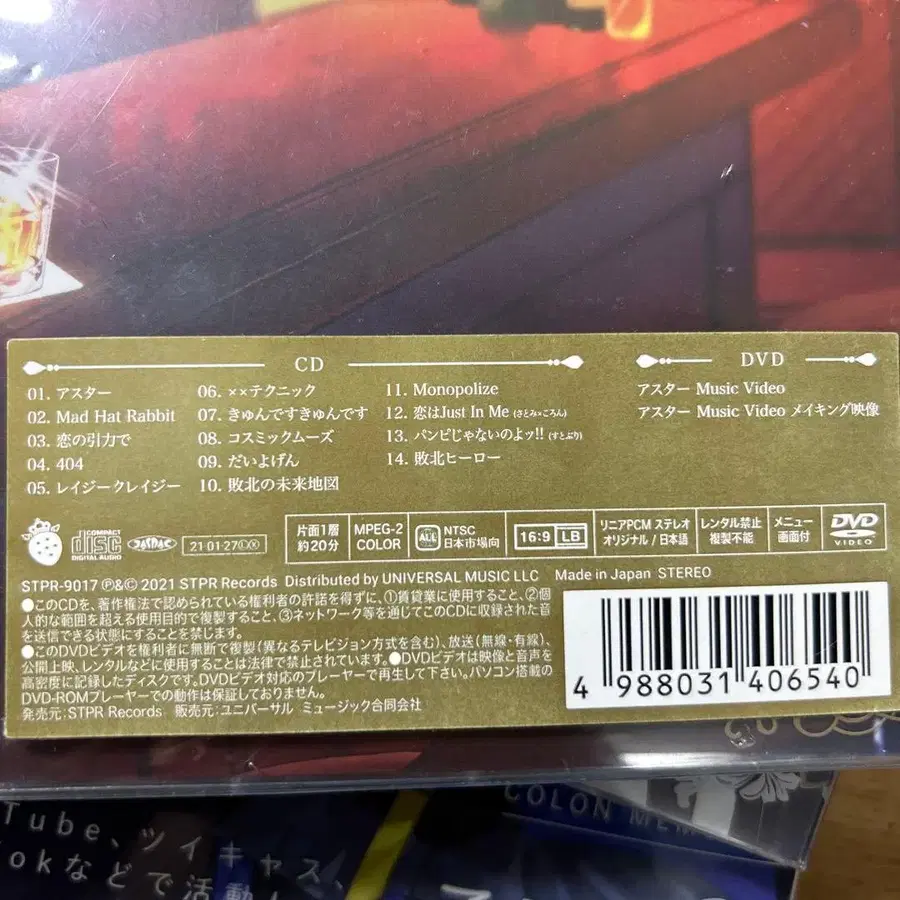 CD
01. アスター
02. Mad Hat Rabbit
03. 恋の引力で
04. 404
05. レイジークレイジー
06. ××テクニック
07. きゅんですきゅんです
08. コスミックムーズ
09. だいよげん
10. 敗北の未来地図
11. Monopolize
12. 恋はJust In Me (さとみ×ころん)
13. バンビじゃないのよッ!! (すとぷり)
14. 敗北ヒーロー
DVD
アスター Music Video
アスター Music Video メイキング映像
COMPACT
disc
DIGITAL AUDIO
JASRAC
21·01·27 L X
片面1層
約20分
MPEG-2
COLOR
ALL
NTSC
日本市場向
16:9 LB
リニアPCM ステレオ
オリジナル / 日本語
レンタル禁止
複製不能
メニュー
画面付
DVD
VIDEO
STPR-9017 Ⓟ&© 2021 STPR Records Distributed by UNIVERSAL MUSIC LLC Made in Japan STEREO
●このCDを、著作権法で認められている権利者の許諾を得ずに、①賃貸業に使用すること、②個
人的な範囲を超える使用目的で複製すること、③ネットワーク等を通じてこのCDに収録された音
を送信できる状態にすることを禁じます。
●このDVDビデオを権利者に無断で複製(異なるテレビジョン方式を含む)、放送(無線・有線)、
公開上映、レンタルなどに使用することは法律で禁止されています。●DVDビデオは映像と音声を
高密度に記録したディスクです。DVDビデオ対応のプレーヤーで再生して下さい。パソコン搭載の
DVD-ROMプレーヤーでの動作は保証しておりません。
発売元:STPR Records 販売元:ユニバーサル ミュージック合同会社
4 988031 406540
COLON MEM
Tube、ツイキャス、
okなどで活動